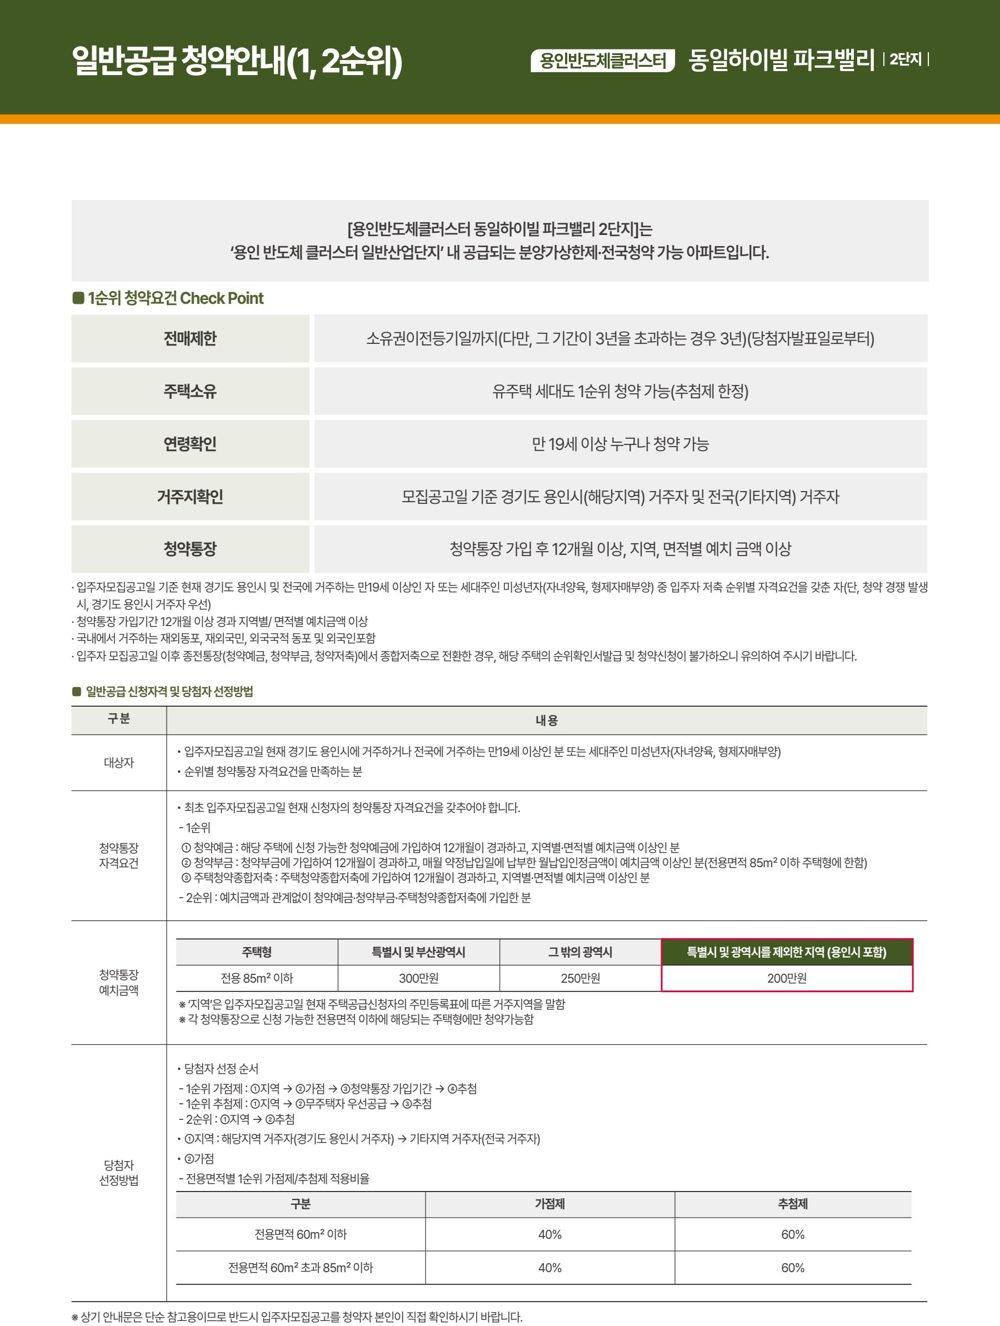 일반공급 청약안내(1, 2순위)
용인반도체클러스터 동일하이빌 파크밸리 | 2단지 |
[용인반도체클러스터 동일하이빌 파크밸리 2단지]는
‘용인 반도체 클러스터 일반산업단지’ 내 공급되는 분양가상한제·전국청약 가능 아파트입니다.
■ 1순위 청약요건 Check Point
전매제한 소유권이전등기일까지(다만, 그 기간이 3년을 초과하는 경우 3년)(당첨자발표일로부터)
주택소유 유주택 세대도 1순위 청약 가능(추첨제 한정)
연령확인 만 19세 이상 누구나 청약 가능
거주지확인 모집공고일 기준 경기도 용인시(해당지역) 거주자 및 전국(기타지역) 거주자
청약통장 청약통장 가입 후 12개월 이상, 지역, 면적별 예치 금액 이상
· 입주자모집공고일 기준 현재 경기도 용인시 및 전국에 거주하는 만19세 이상인 자 또는 세대주인 미성년자(자녀양육, 형제자매부양) 중 입주자 저축 순위별 자격요건을 갖춘 자(단, 청약 경쟁 발생
시, 경기도 용인시 거주자 우선)
· 청약통장 가입기간 12개월 이상 경과 지역별/ 면적별 예치금액 이상
· 국내에서 거주하는 재외동포, 재외국민, 외국국적 동포 및 외국인포함
· 입주자 모집공고일 이후 종전통장(청약예금, 청약부금, 청약저축)에서 종합저축으로 전환한 경우, 해당 주택의 순위확인서발급 및 청약신청이 불가하오니 유의하여 주시기 바랍니다.
■ 일반공급 신청자격 및 당첨자 선정방법
구분 내용
대상자
• 입주자모집공고일 현재 경기도 용인시에 거주하거나 전국에 거주하는 만19세 이상인 분 또는 세대주인 미성년자(자녀양육, 형제자매부양)
• 순위별 청약통장 자격요건을 만족하는 분
청약통장
자격요건
• 최초 입주자모집공고일 현재 신청자의 청약통장 자격요건을 갖추어야 합니다.
- 1순위
① 청약예금 : 해당 주택에 신청 가능한 청약예금에 가입하여 12개월이 경과하고, 지역별·면적별 예치금액 이상인 분
② 청약부금 : 청약부금에 가입하여 12개월이 경과하고, 매월 약정납입일에 납부한 월납입인정금액이 예치금액 이상인 분(전용면적 85m² 이하 주택형에 한함)
③ 주택청약종합저축 : 주택청약종합저축에 가입하여 12개월이 경과하고, 지역별·면적별 예치금액 이상인 분
- 2순위 : 예치금액과 관계없이 청약예금·청약부금·주택청약종합저축에 가입한 분
청약통장
예치금액
주택형 특별시 및 부산광역시 그 밖의 광역시 특별시 및 광역시를 제외한 지역 (용인시 포함)
전용 85m² 이하 300만원 250만원 200만원
※ ‘지역’은 입주자모집공고일 현재 주택공급신청자의 주민등록표에 따른 거주지역을 말함
※ 각 청약통장으로 신청 가능한 전용면적 이하에 해당되는 주택형에만 청약가능함
당첨자
선정방법
• 당첨자 선정 순서
- 1순위 가점제 : ①지역 → ②가점 → ③청약통장 가입기간 → ④추첨
- 1순위 추첨제 : ①지역 → ②무주택자 우선공급 → ③추첨
- 2순위 : ①지역 → ②추첨
• ①지역 : 해당지역 거주자(경기도 용인시 거주자) → 기타지역 거주자(전국 거주자)
• ②가점
- 전용면적별 1순위 가점제/추첨제 적용비율
구분 가점제 추첨제
전용면적 60m² 이하 40% 60%
전용면적 60m² 초과 85m² 이하 40% 60%
※ 상기 안내문은 단순 참고용이므로 반드시 입주자모집공고를 청약자 본인이 직접 확인하시기 바랍니다.